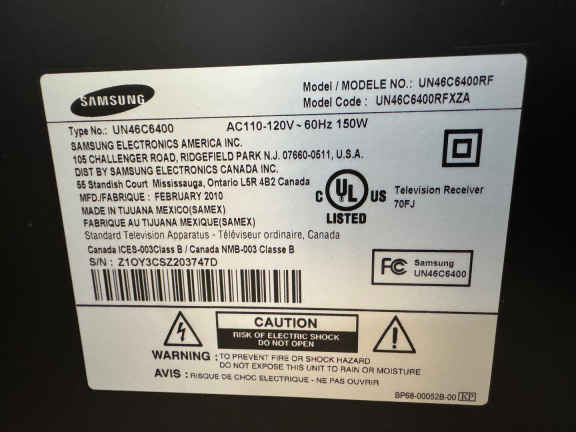 SAMSUNG
Model / MODELE NO.: UN46C6400RF
Model Code : UN46C6400RFXZA
Type No.: UN46C6400 AC110-120V~60Hz 150W
SAMSUNG ELECTRONICS AMERICA INC.
105 CHALLENGER ROAD, RIDGEFIELD PARK N.J. 07660-0511, U.S.A.
DIST BY SAMSUNG ELECTRONICS CANADA INC.
55 Standish Court Mississauga, Ontario L5R 4B2 Canada
MFD/FABRIQUE : FEBRUARY 2010
MADE IN TIJUANA MEXICO(SAMEX)
FABRIQUE AU TIJUANA MEXIQUE(SAMEX)
Standard Television Apparatus - Téléviseur ordinaire, Canada
Canada ICES-003Class B / Canada NMB-003 Classe B
S/N : Z1OY3CSZ203747D
C UL US
LISTED
Television Receiver
70FJ
FC Samsung
UN46C6400
CAUTION
RISK OF ELECTRIC SHOCK
DO NOT OPEN
WARNING : TO PREVENT FIRE OR SHOCK HAZARD
DO NOT EXPOSE THIS UNIT TO RAIN OR MOISTURE
AVIS : RISQUE DE CHOC ELECTRIQUE - NE PAS OUVRIR
BP68-00052B-00 KP